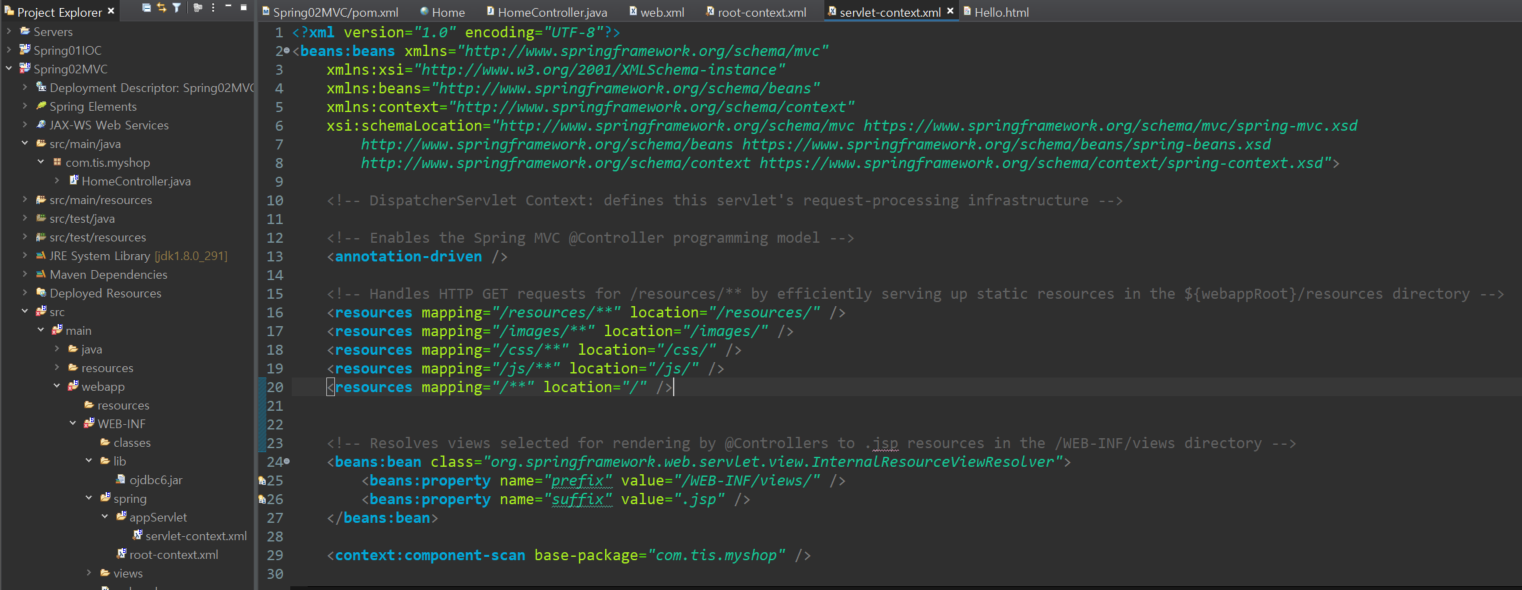 Project Explorer
Servers
Spring01IOC
Spring02MVC
Deployment Descriptor: Spring02MVC
Spring Elements
JAX-WS Web Services
src/main/java
com.tis.myshop
HomeController.java
src/main/resources
src/test/java
src/test/resources
JRE System Library [jdk1.8.0_291]
Maven Dependencies
Deployed Resources
src
main
java
resources
webapp
resources
WEB-INF
classes
lib
ojdbc6.jar
spring
appServlet
servlet-context.xml
root-context.xml
views
Spring02MVC/pom.xml Home HomeController.java web.xml root-context.xml servlet-context.xml Hello.html
1 <?xml version="1.0" encoding="UTF-8"?>
2 <beans:beans xmlns="http://www.springframework.org/schema/mvc"
3 xmlns:xsi="http://www.w3.org/2001/XMLSchema-instance"
4 xmlns:beans="http://www.springframework.org/schema/beans"
5 xmlns:context="http://www.springframework.org/schema/context"
6 xsi:schemaLocation="http://www.springframework.org/schema/mvc https://www.springframework.org/schema/mvc/spring-mvc.xsd
7 http://www.springframework.org/schema/beans https://www.springframework.org/schema/beans/spring-beans.xsd
8 http://www.springframework.org/schema/context https://www.springframework.org/schema/context/spring-context.xsd">
9
10 <!-- DispatcherServlet Context: defines this servlet's request-processing infrastructure -->
11
12 <!-- Enables the Spring MVC @Controller programming model -->
13 <annotation-driven />
14
15 <!-- Handles HTTP GET requests for /resources/** by efficiently serving up static resources in the ${webappRoot}/resources directory -->
16 <resources mapping="/resources/**" location="/resources/" />
17 <resources mapping="/images/**" location="/images/" />
18 <resources mapping="/css/**" location="/css/" />
19 <resources mapping="/js/**" location="/js/" />
20 <resources mapping="/**" location="/" />
21
22
23 <!-- Resolves views selected for rendering by @Controllers to .jsp resources in the /WEB-INF/views directory -->
24 <beans:bean class="org.springframework.web.servlet.view.InternalResourceViewResolver">
25 <beans:property name="prefix" value="/WEB-INF/views/" />
26 <beans:property name="suffix" value=".jsp" />
27 </beans:bean>
28
29 <context:component-scan base-package="com.tis.myshop" />
30